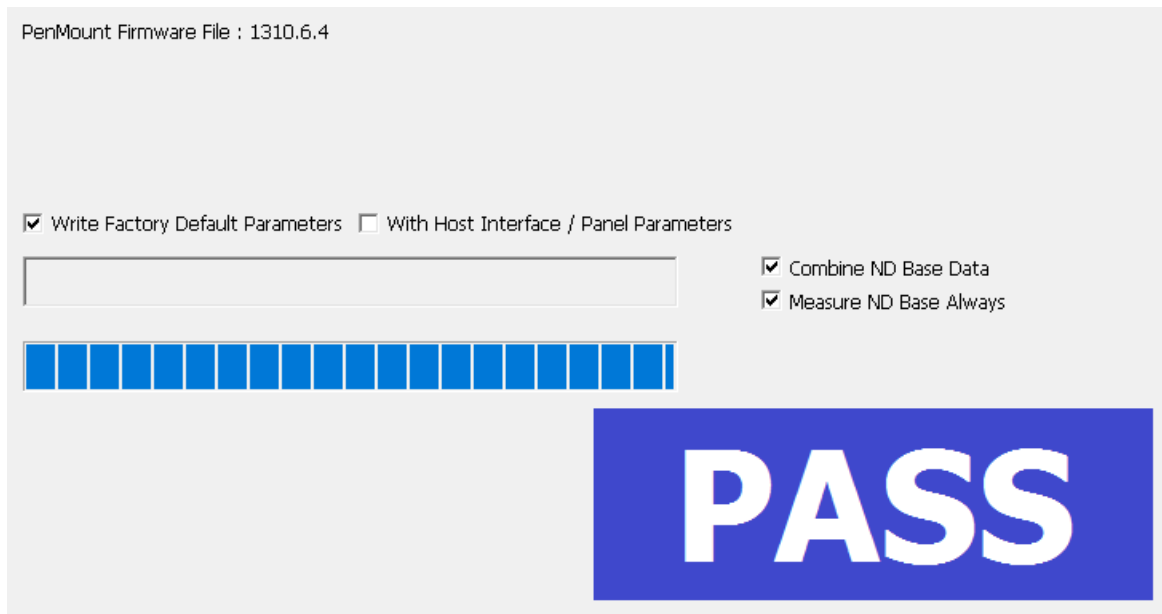 PenMount Firmware File : 1310.6.4
Write Factory Default Parameters With Host Interface / Panel Parameters
Combine ND Base Data
Measure ND Base Always
PASS